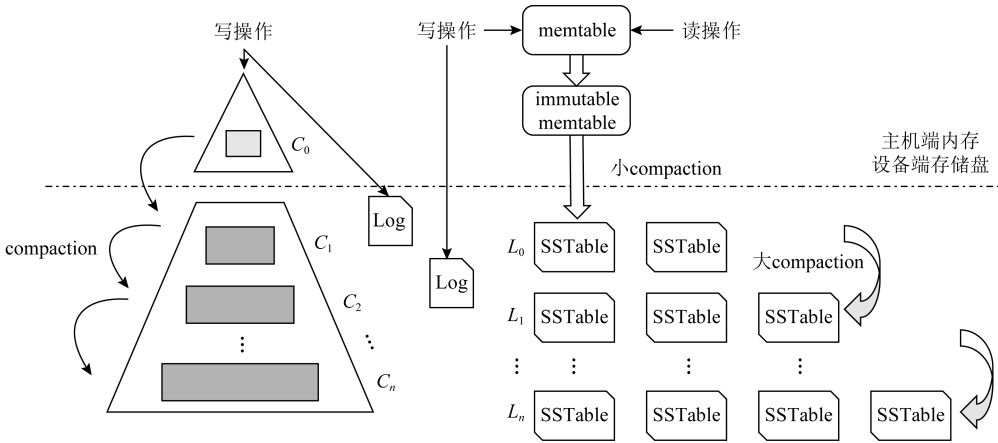 写操作
写操作
memtable
读操作
immutable
memtable
C₀
主机端内存
设备端存储盘
小compaction
Log
compaction
C₁
L₀
SSTable
SSTable
大compaction
Log
C₂
L₁
SSTable
SSTable
SSTable
⋮
⋱
⋮
⋮
⋮
⋮
Cₙ
Lₙ
SSTable
SSTable
SSTable
SSTable